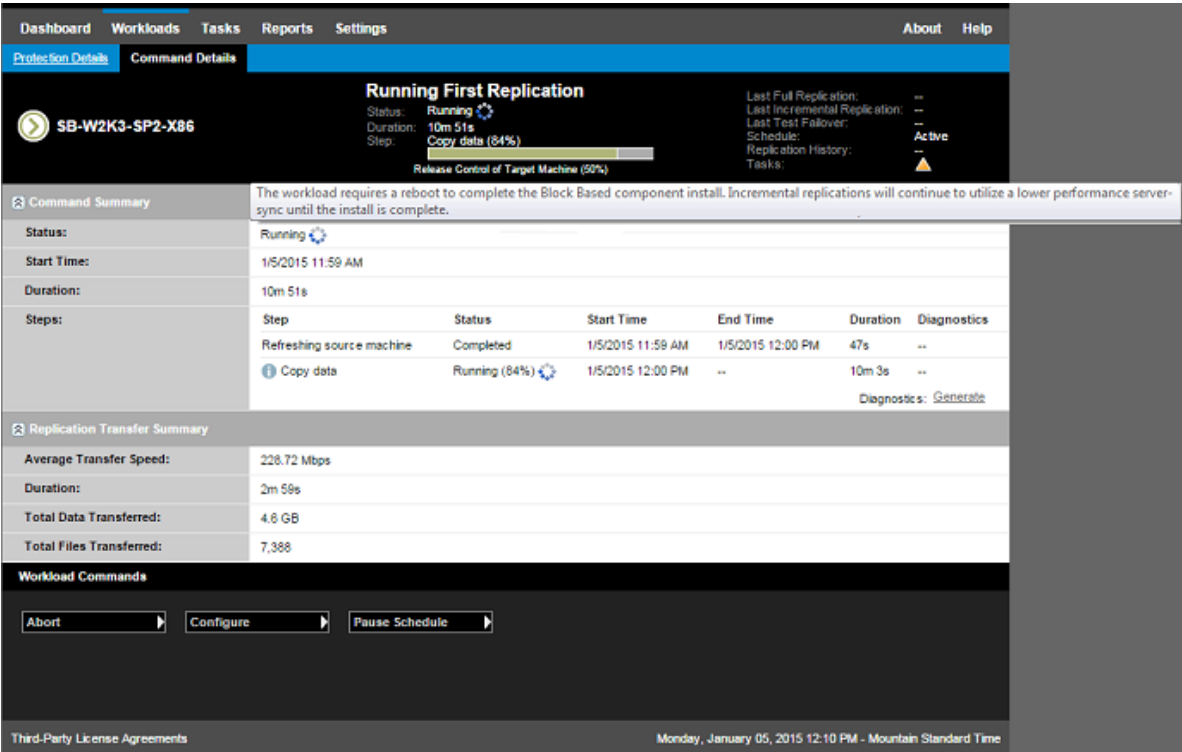 Dashboard Workloads Tasks Reports Settings About Help
Protection Details Command Details
Running First Replication
SB-W2K3-SP2-X86
Status: Running
Duration: 10m 51s
Step: Copy data (84%)
Release Control of Target Machine (50%)
Last Full Replication: --
Last Incremental Replication: --
Last Test Failover: --
Schedule: Active
Replication History: --
Tasks:
The workload requires a reboot to complete the Block Based component install. Incremental replications will continue to utilize a lower performance server-
sync until the install is complete.
Command Summary
Status: Running
Start Time: 1/5/2015 11:59 AM
Duration: 10m 51s
Steps: Step Status Start Time End Time Duration Diagnostics
Refreshing source machine Completed 1/5/2015 11:59 AM 1/5/2015 12:00 PM 47s --
Copy data Running (84%) 1/5/2015 12:00 PM -- 10m 3s --
Diagnostics: Generate
Replication Transfer Summary
Average Transfer Speed: 228.72 Mbps
Duration: 2m 59s
Total Data Transferred: 4.6 GB
Total Files Transferred: 7,388
Workload Commands
Abort Configure Pause Schedule
Third-Party License Agreements Monday, January 05, 2015 12:10 PM - Mountain Standard Time